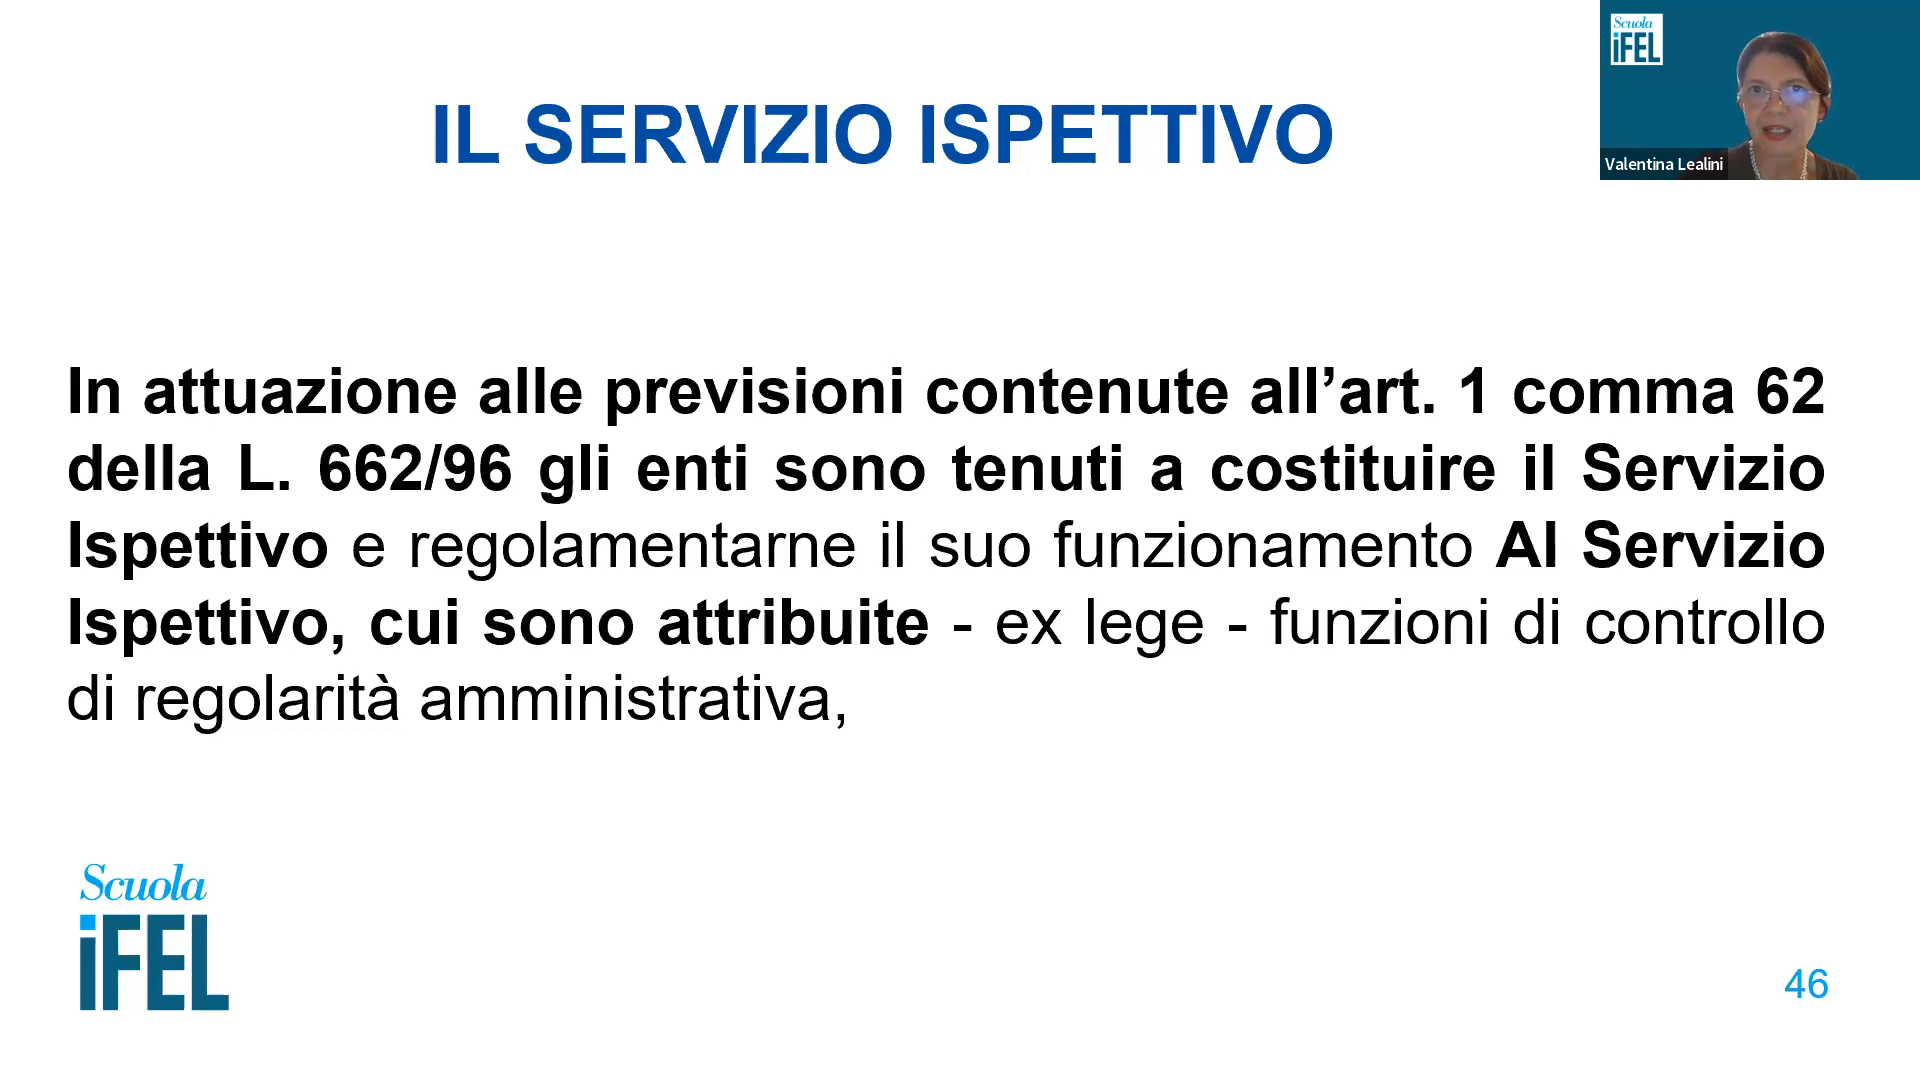 IL SERVIZIO ISPETTIVO
Scuola
iFEL
Valentina Lealini
In attuazione alle previsioni contenute all’art. 1 comma 62
della L. 662/96 gli enti sono tenuti a costituire il Servizio
Ispettivo e regolamentarne il suo funzionamento Al Servizio
Ispettivo, cui sono attribuite - ex lege - funzioni di controllo
di regolarità amministrativa,
Scuola
iFEL
46